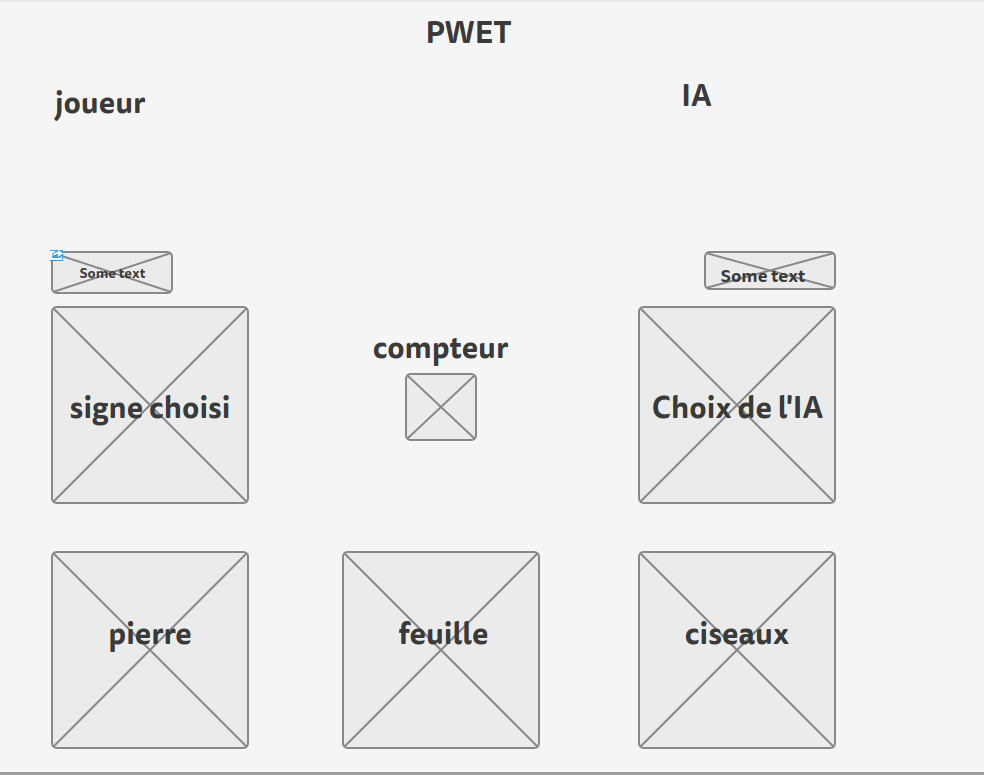 PWET
joueur
IA
Some text
Some text
compteur
signe choisi
Choix de l'IA
pierre
feuille
ciseaux